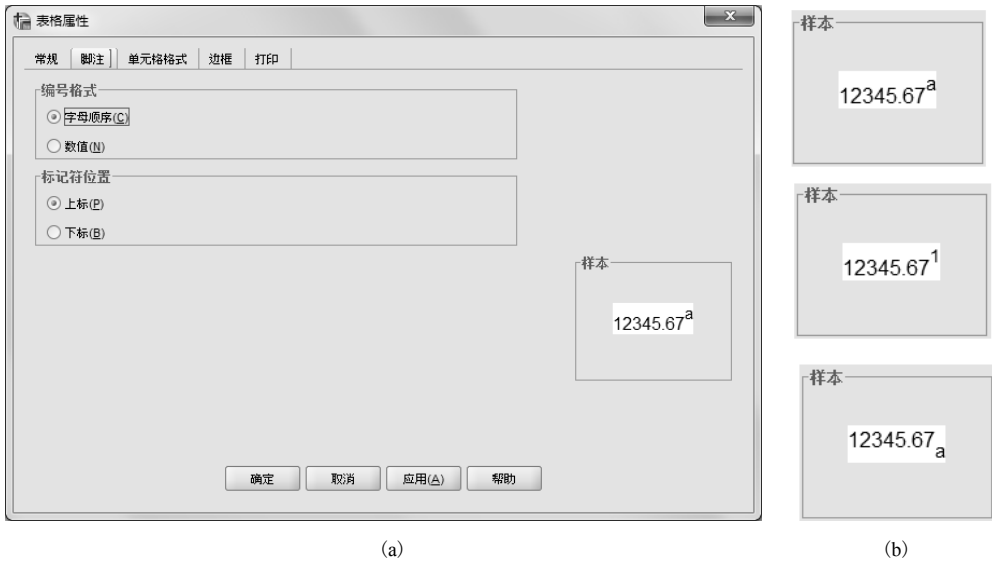 表格属性
常规 脚注 单元格格式 边框 打印
编号格式
字母顺序(C)
数值(N)
标记符位置
上标(P)
下标(B)
样本
12345.67a
确定 取消 应用(A) 帮助
(a)
样本
12345.67a
样本
12345.671
样本
12345.67a
(b)